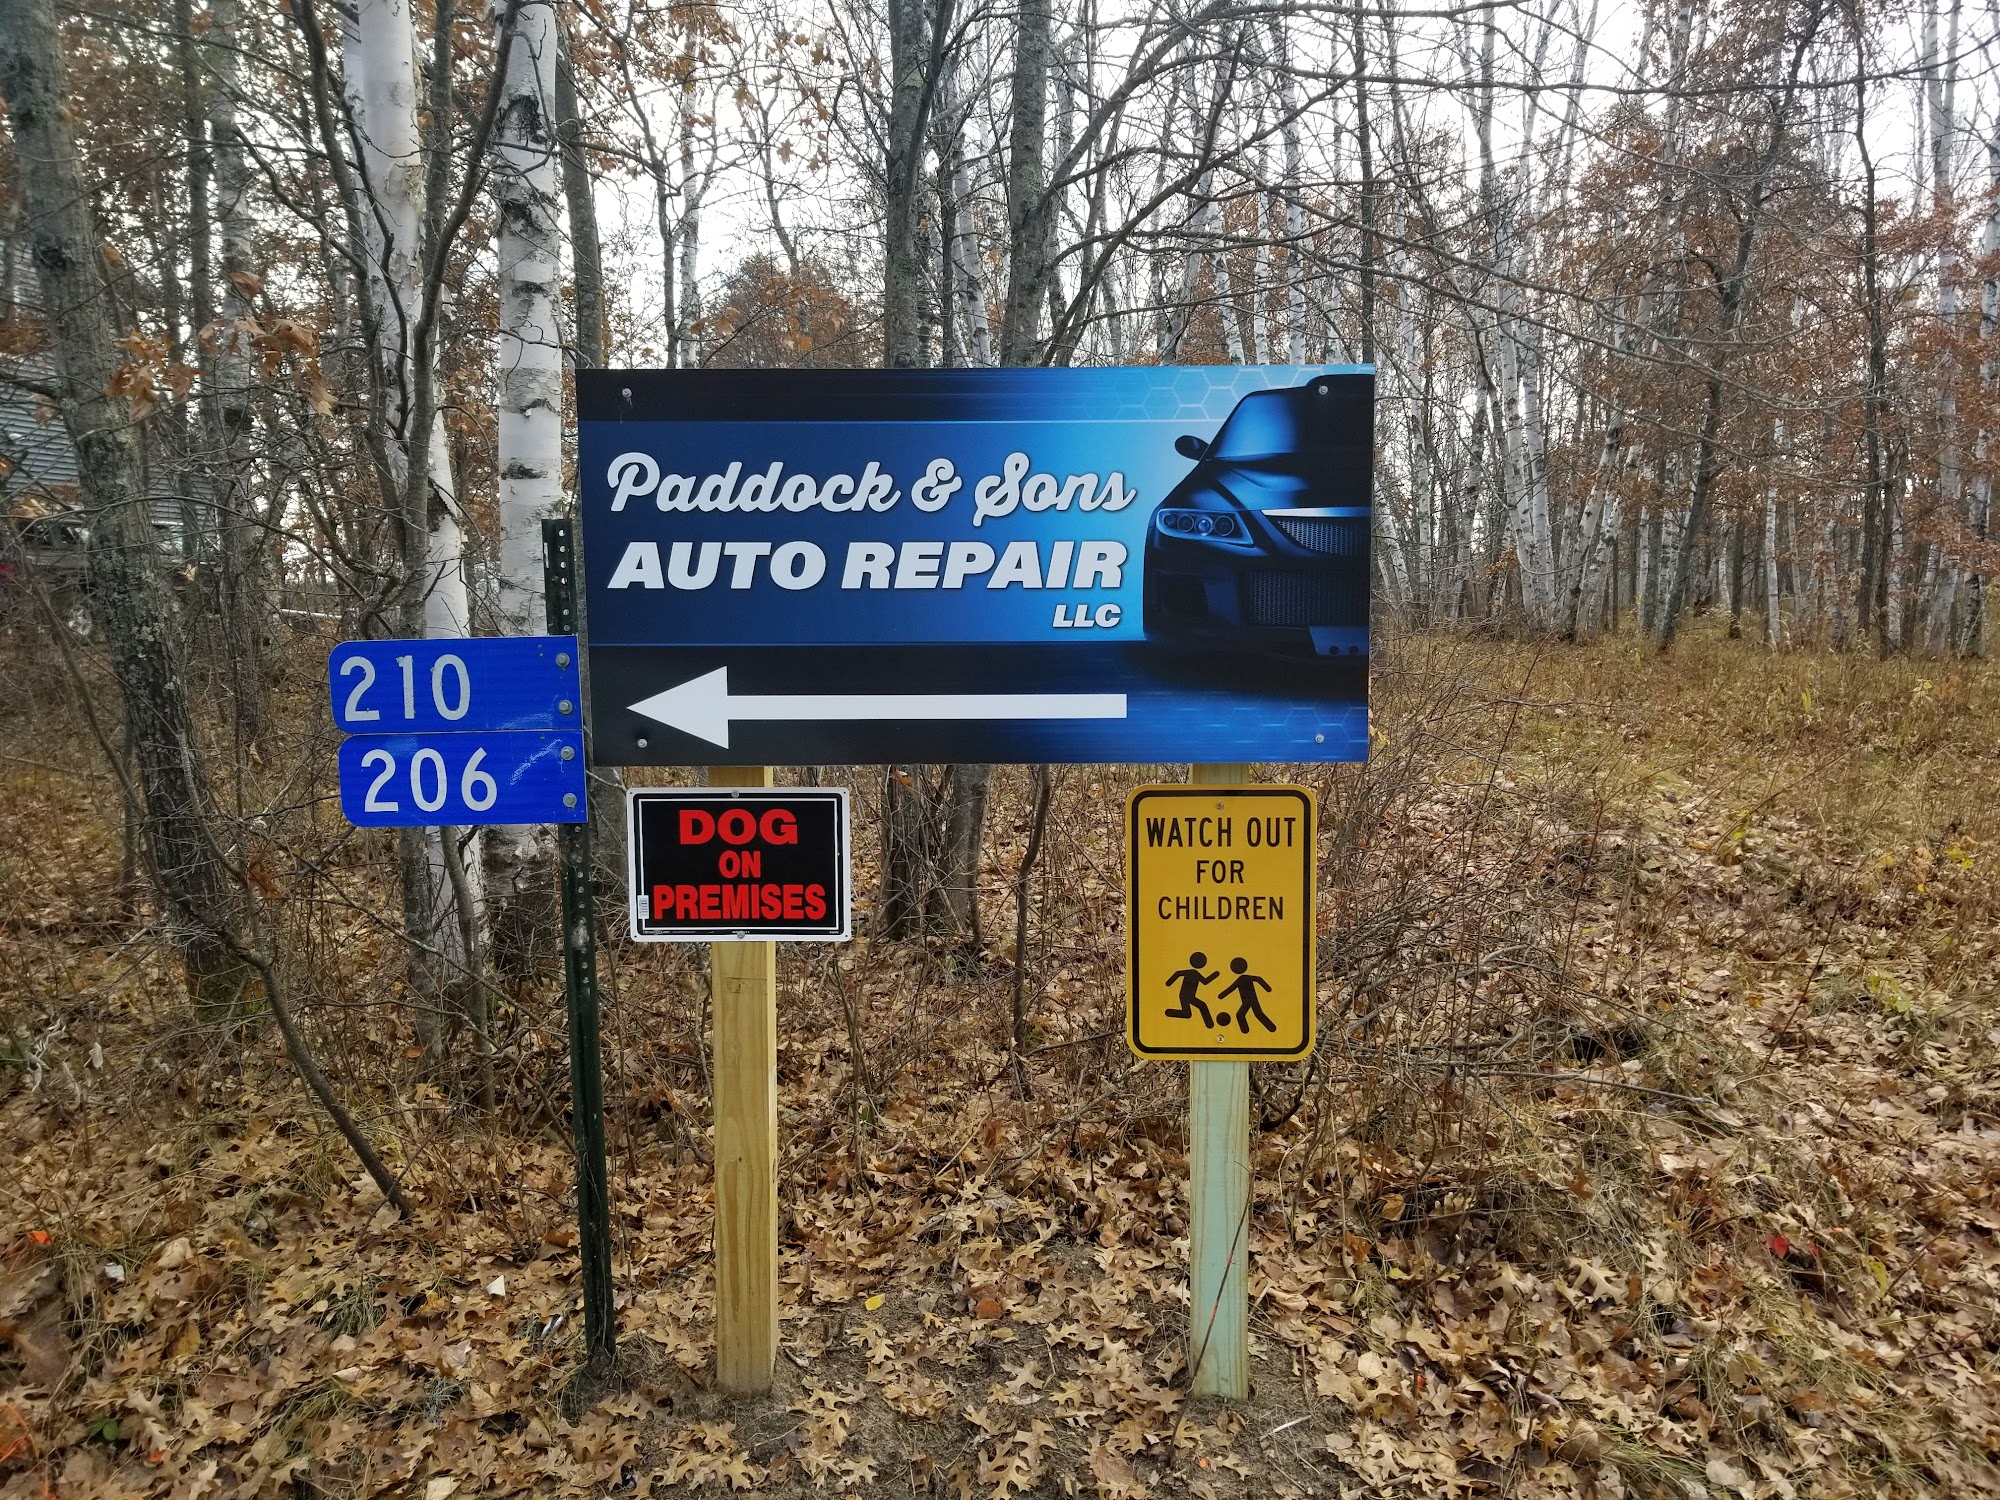 Paddock & Sons
AUTO REPAIR
LLC
210
206
DOG
ON
PREMISES
WATCH OUT
FOR
CHILDREN